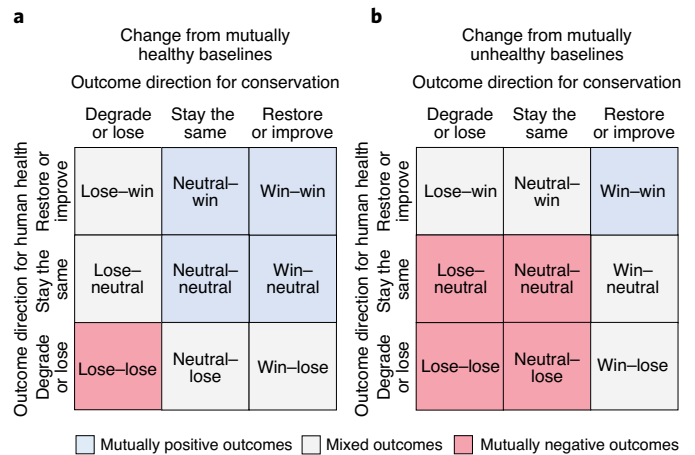 a
Change from mutually
healthy baselines
Outcome direction for conservation
Degrade
or lose
Stay the
same
Restore
or improve
Outcome direction for human health
Restore or
improve
Stay the
same
Degrade
or lose
Lose–win
Neutral–
win
Win–win
Lose–
neutral
Neutral–
neutral
Win–
neutral
Lose–lose
Neutral–
lose
Win–lose
b
Change from mutually
unhealthy baselines
Outcome direction for conservation
Degrade
or lose
Stay the
same
Restore
or improve
Outcome direction for human health
Restore or
improve
Stay the
same
Degrade
or lose
Lose–win
Neutral–
win
Win–win
Lose–
neutral
Neutral–
neutral
Win–
neutral
Lose–lose
Neutral–
lose
Win–lose
Mutually positive outcomes
Mixed outcomes
Mutually negative outcomes